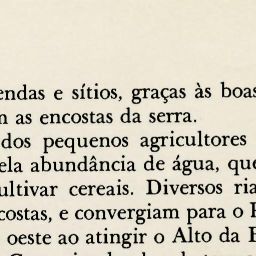 endas e sítios, graças às boas
as encostas da serra.
dos pequenos agricultores
ela abundância de água, que
ultivar cereais. Diversos ria
costas, e convergiam para o
oeste ao atingir o Alto da